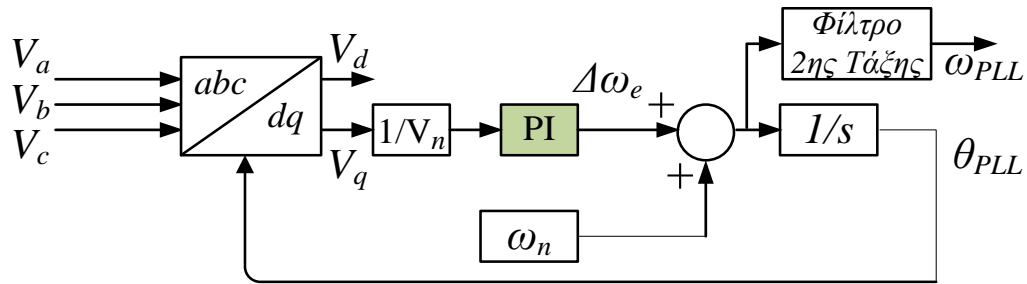 V_a
V_b
V_c
abc
dq
V_d
V_q
1/V_n
PI
Δω_e
+
+
ω_n
Φίλτρο
2ης Τάξης
ω_PLL
1/s
θ_PLL